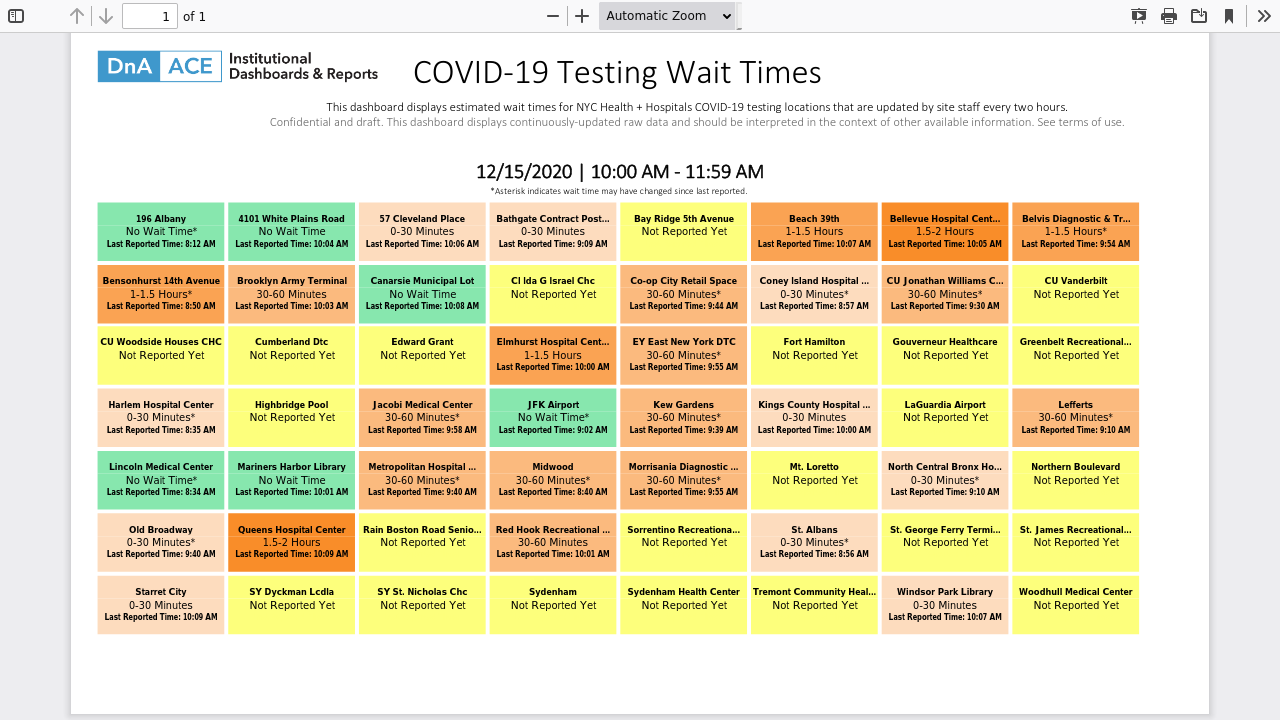 1 of 1 Automatic Zoom
DnA ACE Institutional Dashboards & Reports
COVID-19 Testing Wait Times
This dashboard displays estimated wait times for NYC Health + Hospitals COVID-19 testing locations that are updated by site staff every two hours.
Confidential and draft. This dashboard displays continuously-updated raw data and should be interpreted in the context of other available information. See terms of use.
12/15/2020 | 10:00 AM - 11:59 AM
*Asterisk indicates wait time may have changed since last reported.
196 Albany
No Wait Time*
Last Reported Time: 8:12 AM
4101 White Plains Road
No Wait Time
Last Reported Time: 10:04 AM
57 Cleveland Place
0-30 Minutes
Last Reported Time: 10:06 AM
Bathgate Contract Post...
0-30 Minutes
Last Reported Time: 9:09 AM
Bay Ridge 5th Avenue
Not Reported Yet
Beach 39th
1-1.5 Hours
Last Reported Time: 10:07 AM
Bellevue Hospital Cent...
1.5-2 Hours
Last Reported Time: 10:05 AM
Belvis Diagnostic & Tr...
1-1.5 Hours*
Last Reported Time: 9:54 AM
Bensonhurst 14th Avenue
1-1.5 Hours*
Last Reported Time: 8:50 AM
Brooklyn Army Terminal
30-60 Minutes
Last Reported Time: 10:03 AM
Canarsie Municipal Lot
No Wait Time
Last Reported Time: 10:08 AM
Cl Ida G Israel Chc
Not Reported Yet
Co-op City Retail Space
30-60 Minutes*
Last Reported Time: 9:44 AM
Coney Island Hospital ...
0-30 Minutes*
Last Reported Time: 8:57 AM
CU Jonathan Williams C...
30-60 Minutes*
Last Reported Time: 9:30 AM
CU Vanderbilt
Not Reported Yet
CU Woodside Houses CHC
Not Reported Yet
Cumberland Dtc
Not Reported Yet
Edward Grant
Not Reported Yet
Elmhurst Hospital Cent...
1-1.5 Hours
Last Reported Time: 10:00 AM
EY East New York DTC
30-60 Minutes*
Last Reported Time: 9:55 AM
Fort Hamilton
Not Reported Yet
Gouverneur Healthcare
Not Reported Yet
Greenbelt Recreational...
Not Reported Yet
Harlem Hospital Center
0-30 Minutes*
Last Reported Time: 8:35 AM
Highbridge Pool
Not Reported Yet
Jacobi Medical Center
30-60 Minutes*
Last Reported Time: 9:58 AM
JFK Airport
No Wait Time*
Last Reported Time: 9:02 AM
Kew Gardens
30-60 Minutes*
Last Reported Time: 9:39 AM
Kings County Hospital ...
0-30 Minutes
Last Reported Time: 10:00 AM
LaGuardia Airport
Not Reported Yet
Lefferts
30-60 Minutes*
Last Reported Time: 9:10 AM
Lincoln Medical Center
No Wait Time*
Last Reported Time: 8:34 AM
Mariners Harbor Library
No Wait Time
Last Reported Time: 10:01 AM
Metropolitan Hospital ...
30-60 Minutes*
Last Reported Time: 9:40 AM
Midwood
30-60 Minutes*
Last Reported Time: 8:40 AM
Morrisania Diagnostic ...
30-60 Minutes*
Last Reported Time: 9:55 AM
Mt. Loretto
Not Reported Yet
North Central Bronx Ho...
0-30 Minutes*
Last Reported Time: 9:10 AM
Northern Boulevard
Not Reported Yet
Old Broadway
0-30 Minutes*
Last Reported Time: 9:40 AM
Queens Hospital Center
1.5-2 Hours
Last Reported Time: 10:09 AM
Rain Boston Road Senio...
Not Reported Yet
Red Hook Recreational ...
30-60 Minutes
Last Reported Time: 10:01 AM
Sorrentino Recreationa...
Not Reported Yet
St. Albans
0-30 Minutes*
Last Reported Time: 8:56 AM
St. George Ferry Termi...
Not Reported Yet
St. James Recreational...
Not Reported Yet
Starret City
0-30 Minutes
Last Reported Time: 10:09 AM
SY Dyckman Lcdla
Not Reported Yet
SY St. Nicholas Chc
Not Reported Yet
Sydenham
Not Reported Yet
Sydenham Health Center
Not Reported Yet
Tremont Community Heal...
Not Reported Yet
Windsor Park Library
0-30 Minutes
Last Reported Time: 10:07 AM
Woodhull Medical Center
Not Reported Yet